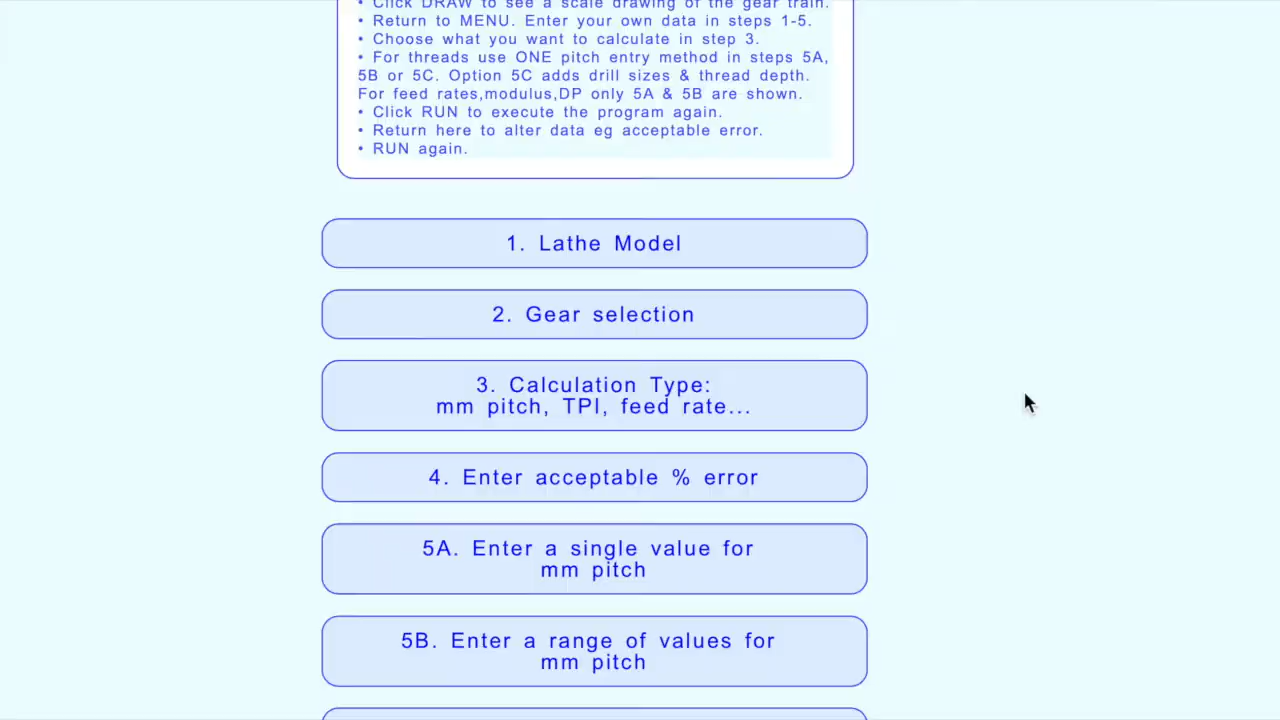 • Click DRAW to see a scale drawing of the gear train.
• Return to MENU. Enter your own data in steps 1-5.
• Choose what you want to calculate in step 3.
• For threads use ONE pitch entry method in steps 5A,
5B or 5C. Option 5C adds drill sizes & thread depth.
For feed rates,modulus,DP only 5A & 5B are shown.
• Click RUN to execute the program again.
• Return here to alter data eg acceptable error.
• RUN again.
1. Lathe Model
2. Gear selection
3. Calculation Type:
mm pitch, TPI, feed rate...
4. Enter acceptable % error
5A. Enter a single value for
mm pitch
5B. Enter a range of values for
mm pitch